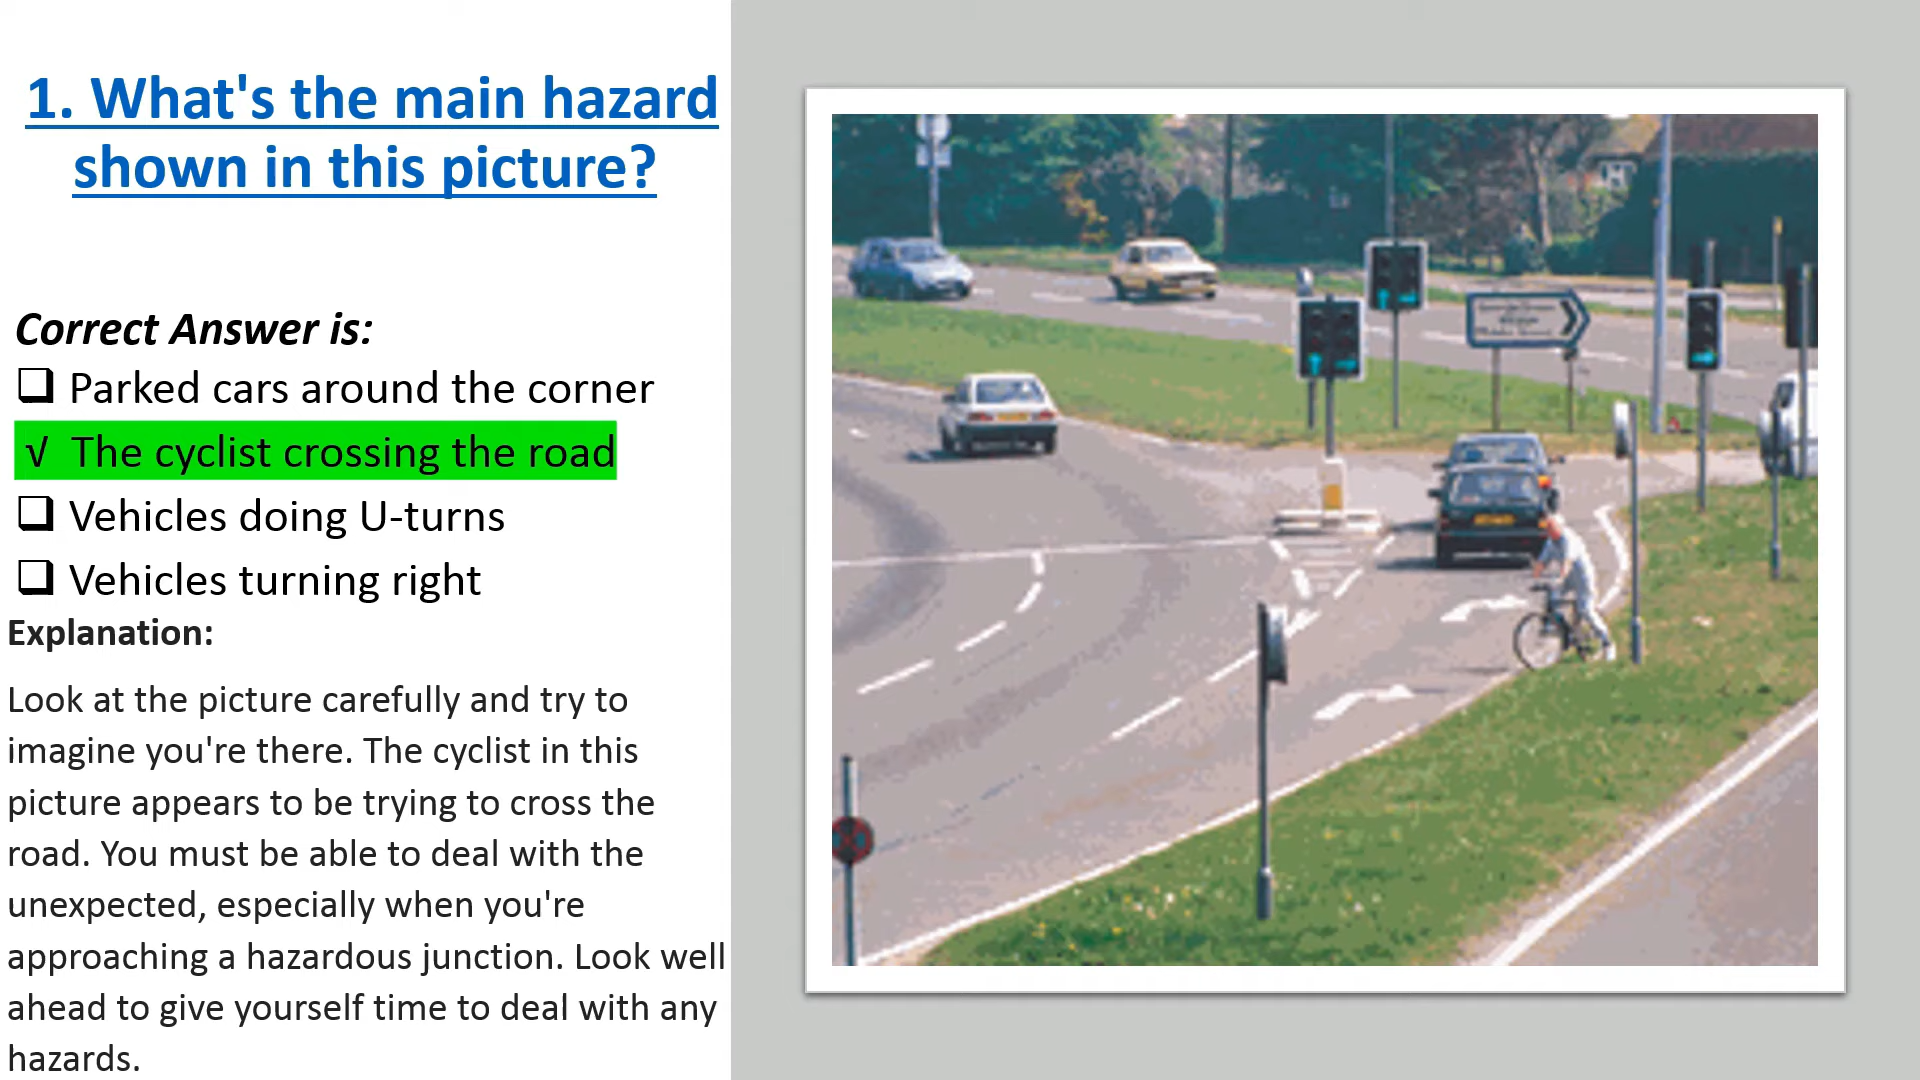 1. What's the main hazard
shown in this picture?
Correct Answer is:
❑ Parked cars around the corner
√ The cyclist crossing the road
❑ Vehicles doing U-turns
❑ Vehicles turning right
Explanation:
Look at the picture carefully and try to
imagine you're there. The cyclist in this
picture appears to be trying to cross the
road. You must be able to deal with the
unexpected, especially when you're
approaching a hazardous junction. Look well
ahead to give yourself time to deal with any
hazards.